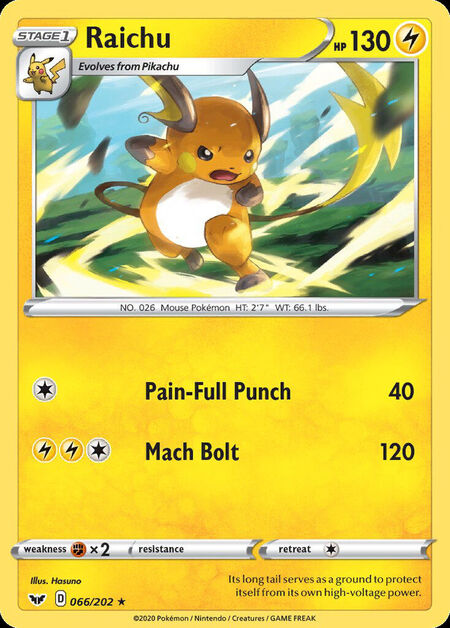 STAGE 1
Raichu
HP 130
Evolves from Pikachu
NO. 026 Mouse Pokémon HT: 2'7" WT: 66.1 lbs.
Pain-Full Punch 40
Mach Bolt 120
weakness ×2 resistance retreat
Illus. Hasuno
D 066/202 ★
Its long tail serves as a ground to protect
itself from its own high-voltage power.
©2020 Pokémon / Nintendo / Creatures / GAME FREAK